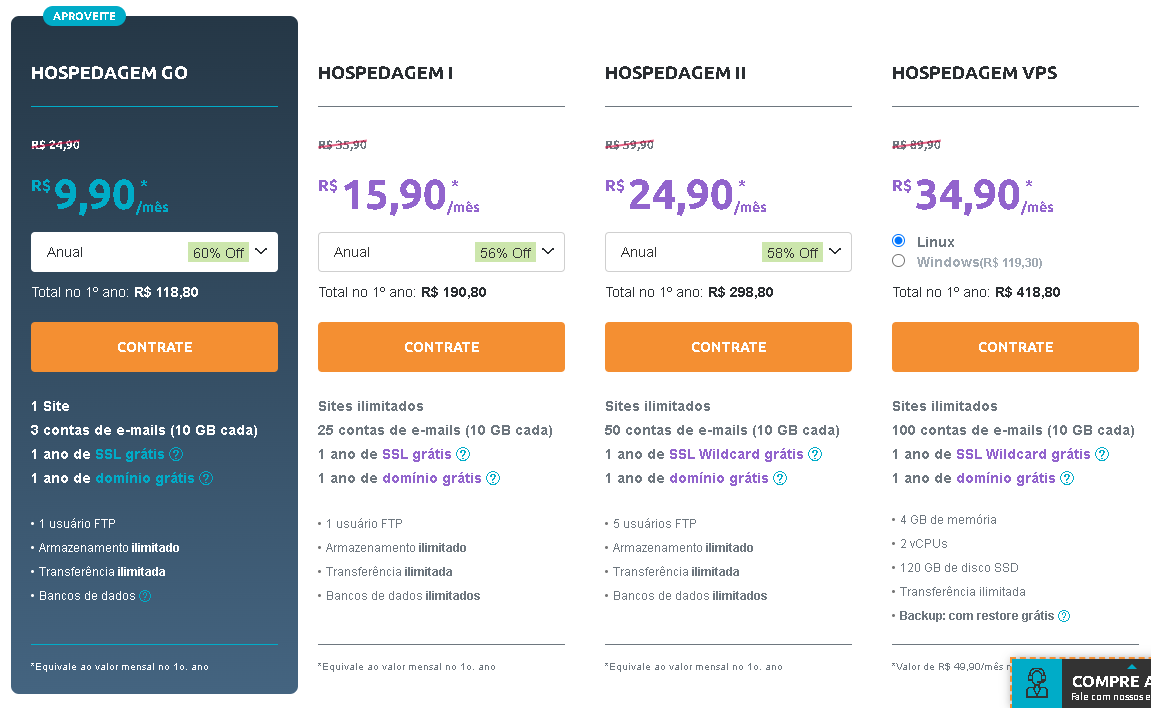 APROVEITE
HOSPEDAGEM GO
R$ 24,90
R$ 9,90 * /mês
Anual 60% Off
Total no 1º ano: R$ 118,80
CONTRATE
1 Site
3 contas de e-mails (10 GB cada)
1 ano de SSL grátis ?
1 ano de domínio grátis ?
• 1 usuário FTP
• Armazenamento ilimitado
• Transferência ilimitada
• Bancos de dados ?
*Equivale ao valor mensal no 1o. ano
HOSPEDAGEM I
R$ 35,90
R$ 15,90 * /mês
Anual 56% Off
Total no 1º ano: R$ 190,80
CONTRATE
Sites ilimitados
25 contas de e-mails (10 GB cada)
1 ano de SSL grátis ?
1 ano de domínio grátis ?
• 1 usuário FTP
• Armazenamento ilimitado
• Transferência ilimitada
• Bancos de dados ilimitados
*Equivale ao valor mensal no 1o. ano
HOSPEDAGEM II
R$ 59,90
R$ 24,90 * /mês
Anual 58% Off
Total no 1º ano: R$ 298,80
CONTRATE
Sites ilimitados
50 contas de e-mails (10 GB cada)
1 ano de SSL Wildcard grátis ?
1 ano de domínio grátis ?
• 5 usuários FTP
• Armazenamento ilimitado
• Transferência ilimitada
• Bancos de dados ilimitados
*Equivale ao valor mensal no 1o. ano
HOSPEDAGEM VPS
R$ 89,90
R$ 34,90 * /mês
Linux
Windows(R$ 119,30)
Total no 1º ano: R$ 418,80
CONTRATE
Sites ilimitados
100 contas de e-mails (10 GB cada)
1 ano de SSL Wildcard grátis ?
1 ano de domínio grátis ?
• 4 GB de memória
• 2 vCPUs
• 120 GB de disco SSD
• Transferência ilimitada
• Backup: com restore grátis ?
*Valor de R$ 49,90/mês
COMPRE A
Fale com nossos e